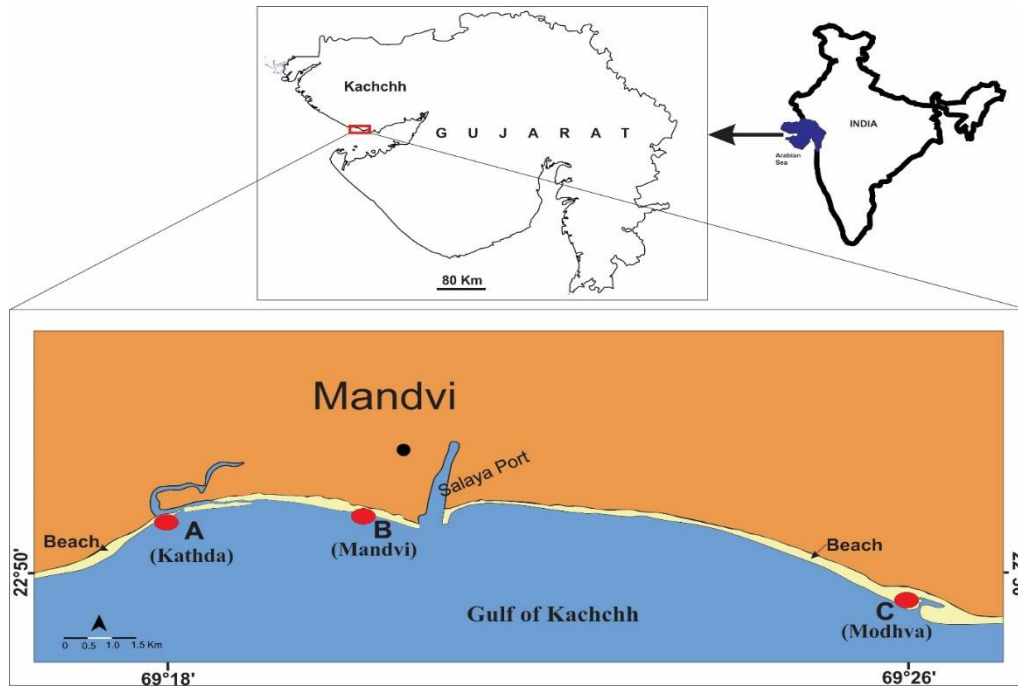 Kachchh
G U J A R A T
80 Km
INDIA
Arabian
Sea
Mandvi
Salaya Port
Beach
A
(Kathda)
B
(Mandvi)
Beach
C
(Modhva)
Gulf of Kachchh
22°50'
0 0.5 1.0 1.5 Km
69°18'
69°26'